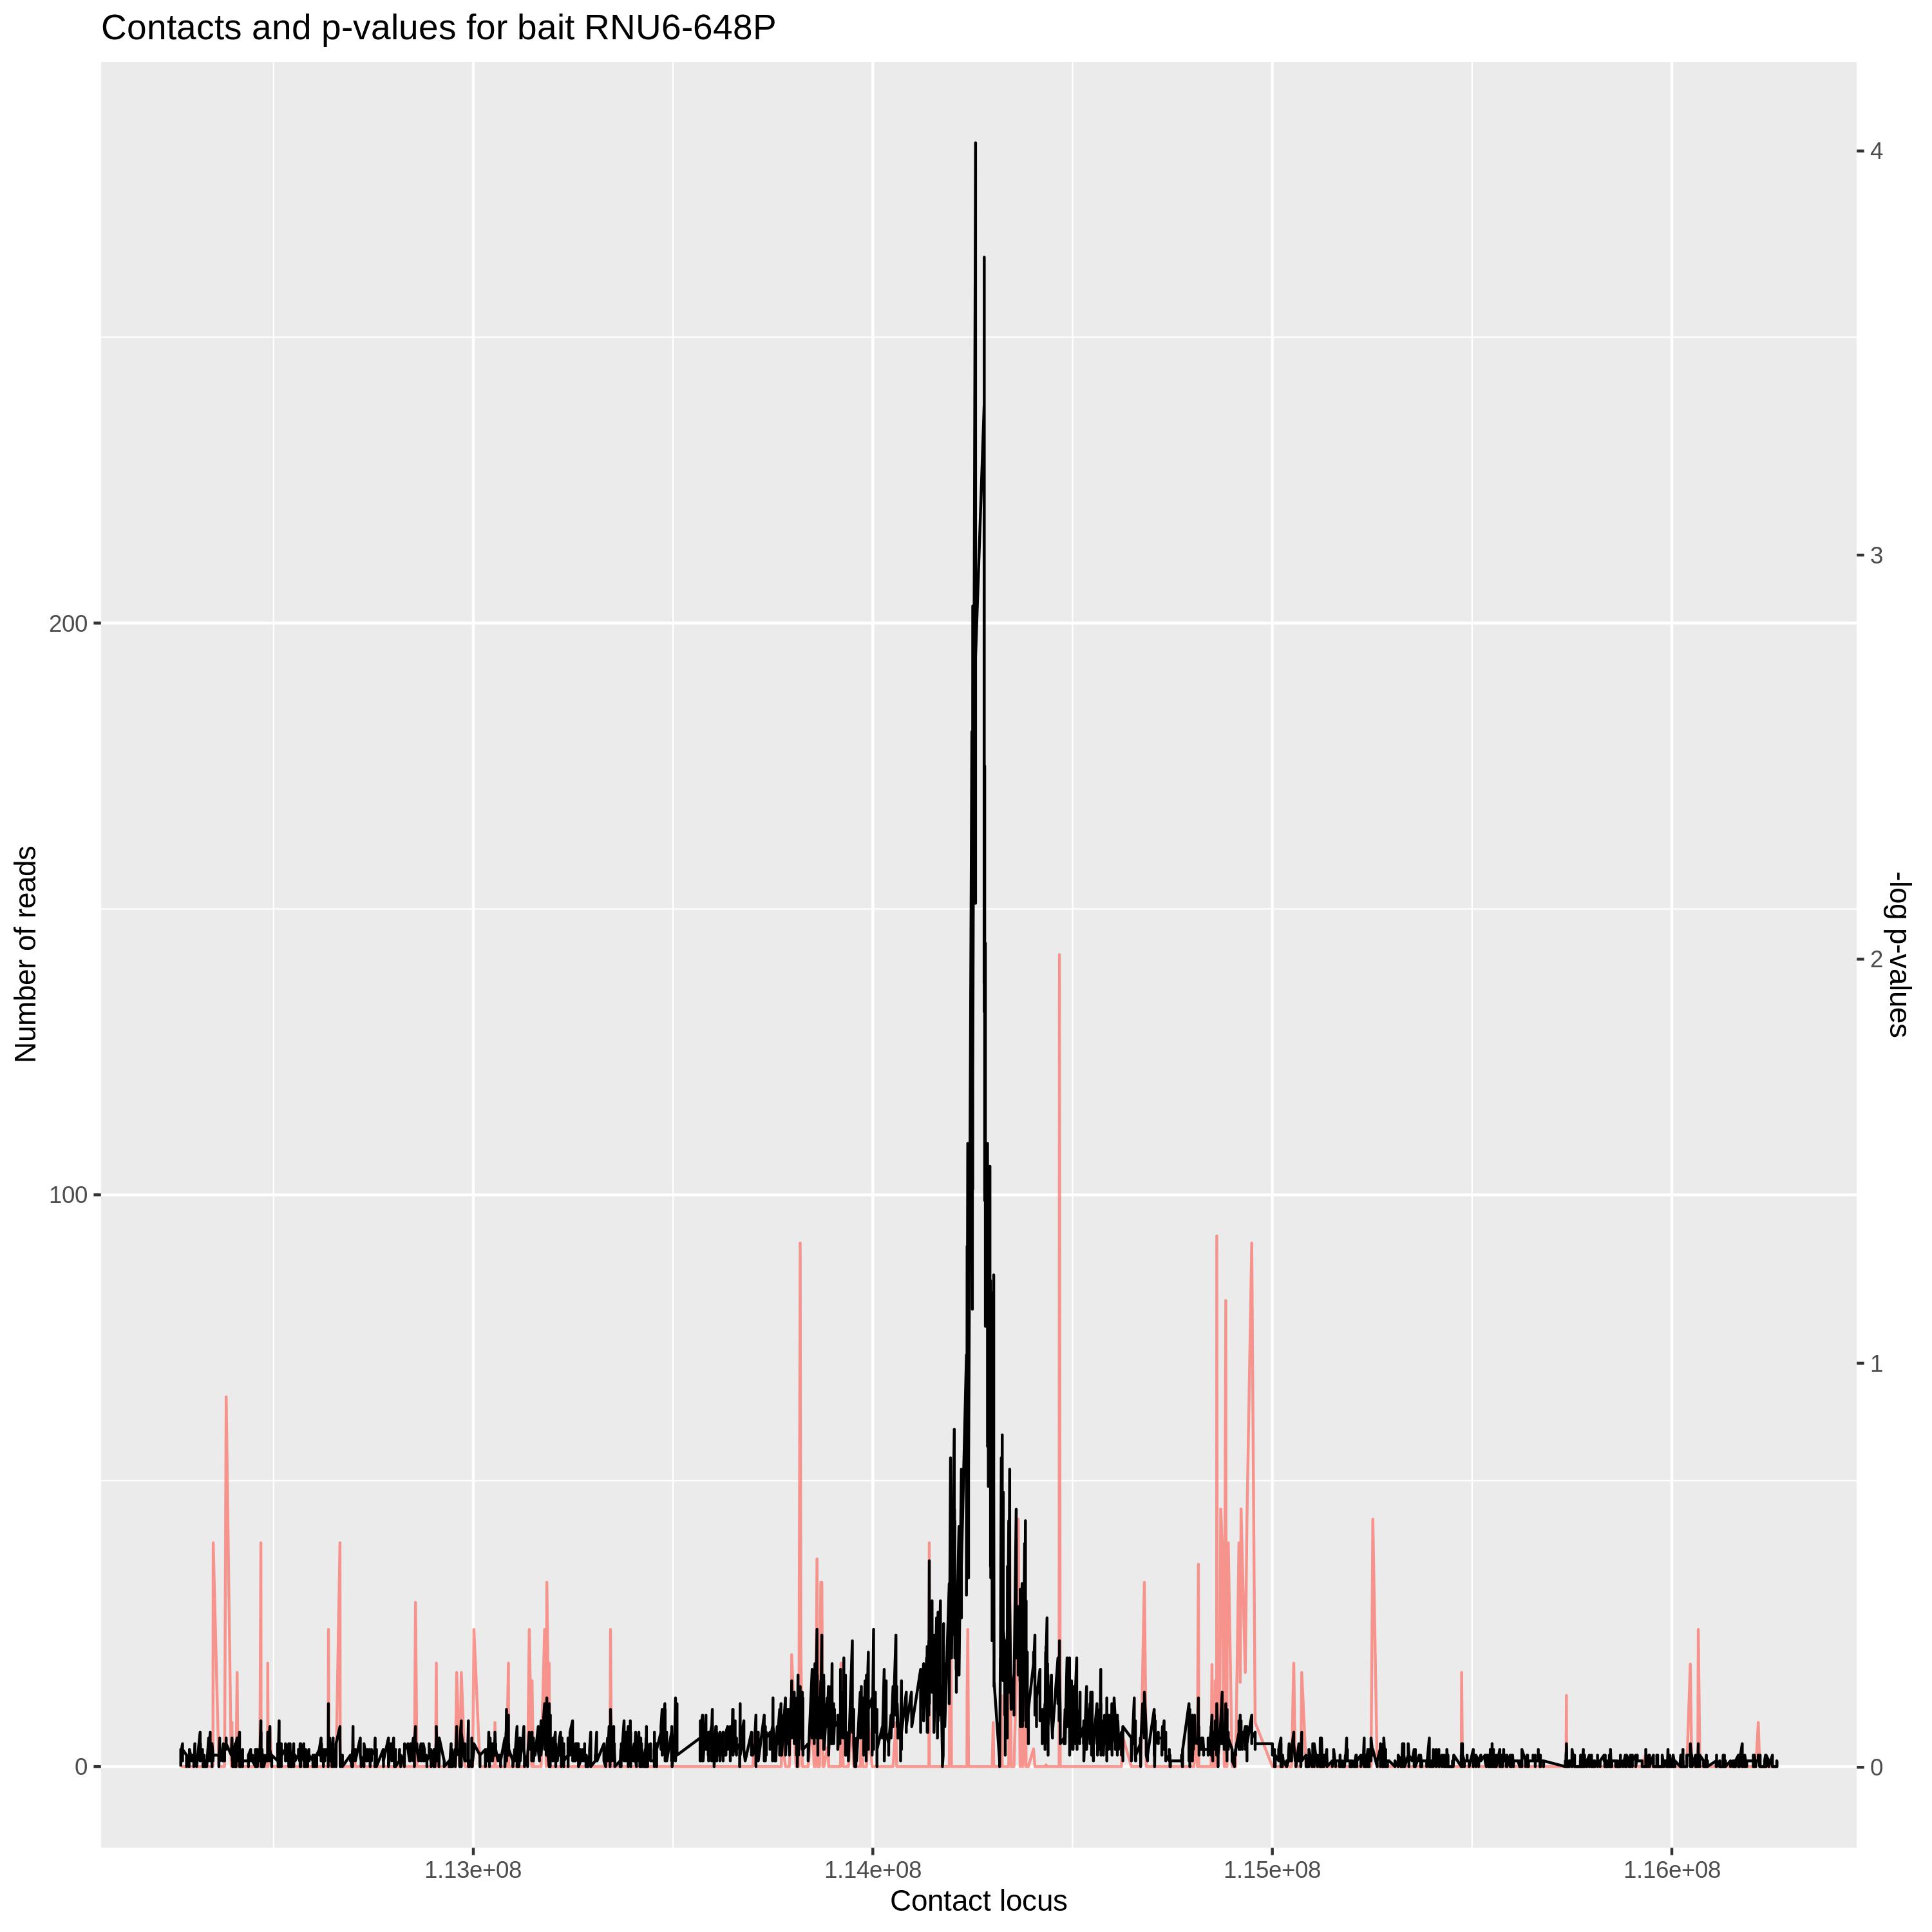 Contacts and p-values for bait RNU6-648P
Number of reads
200
100
0
4
3
2
1
0
-log p-values
1.13e+08 1.14e+08 1.15e+08 1.16e+08
Contact locus